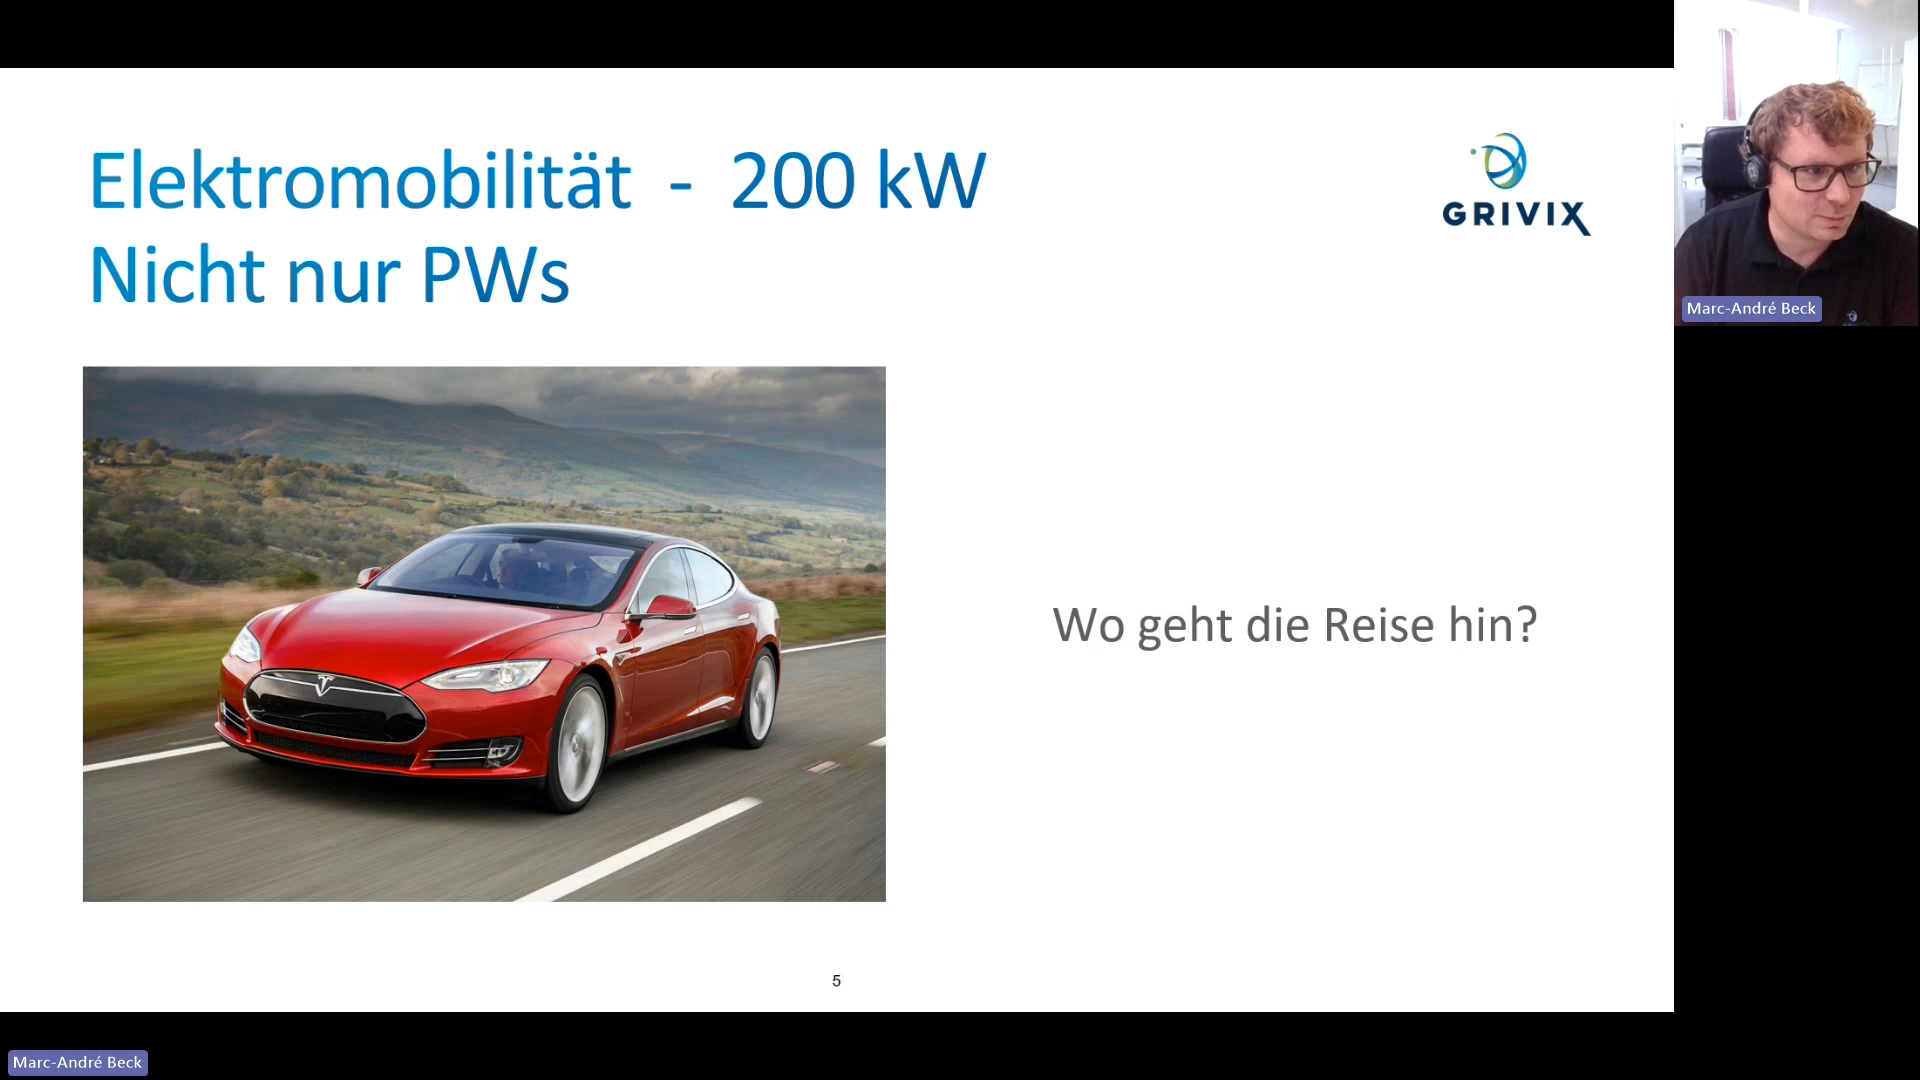 Elektromobilität - 200 kW
Nicht nur PWs
GRIVIX
Wo geht die Reise hin?
5
Marc-André Beck
Marc-André Beck